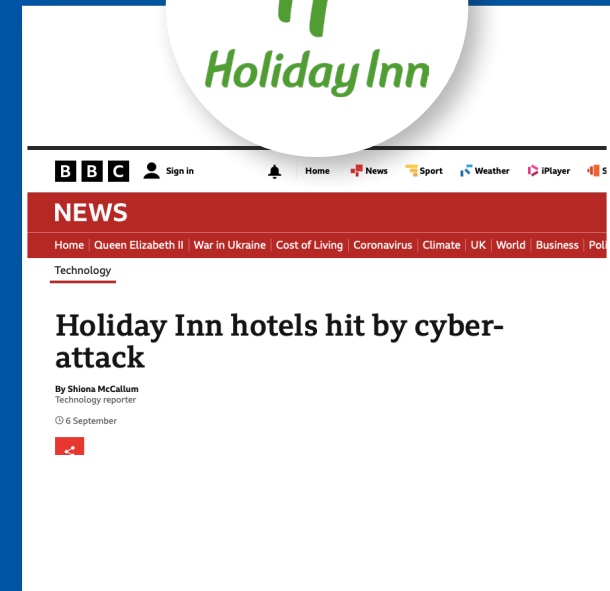 Holiday Inn
BBC Sign in Home News Sport Weather iPlayer S
NEWS
Home Queen Elizabeth II War in Ukraine Cost of Living Coronavirus Climate UK World Business Poli
Technology
Holiday Inn hotels hit by cyber-
attack
By Shiona McCallum
Technology reporter
6 September